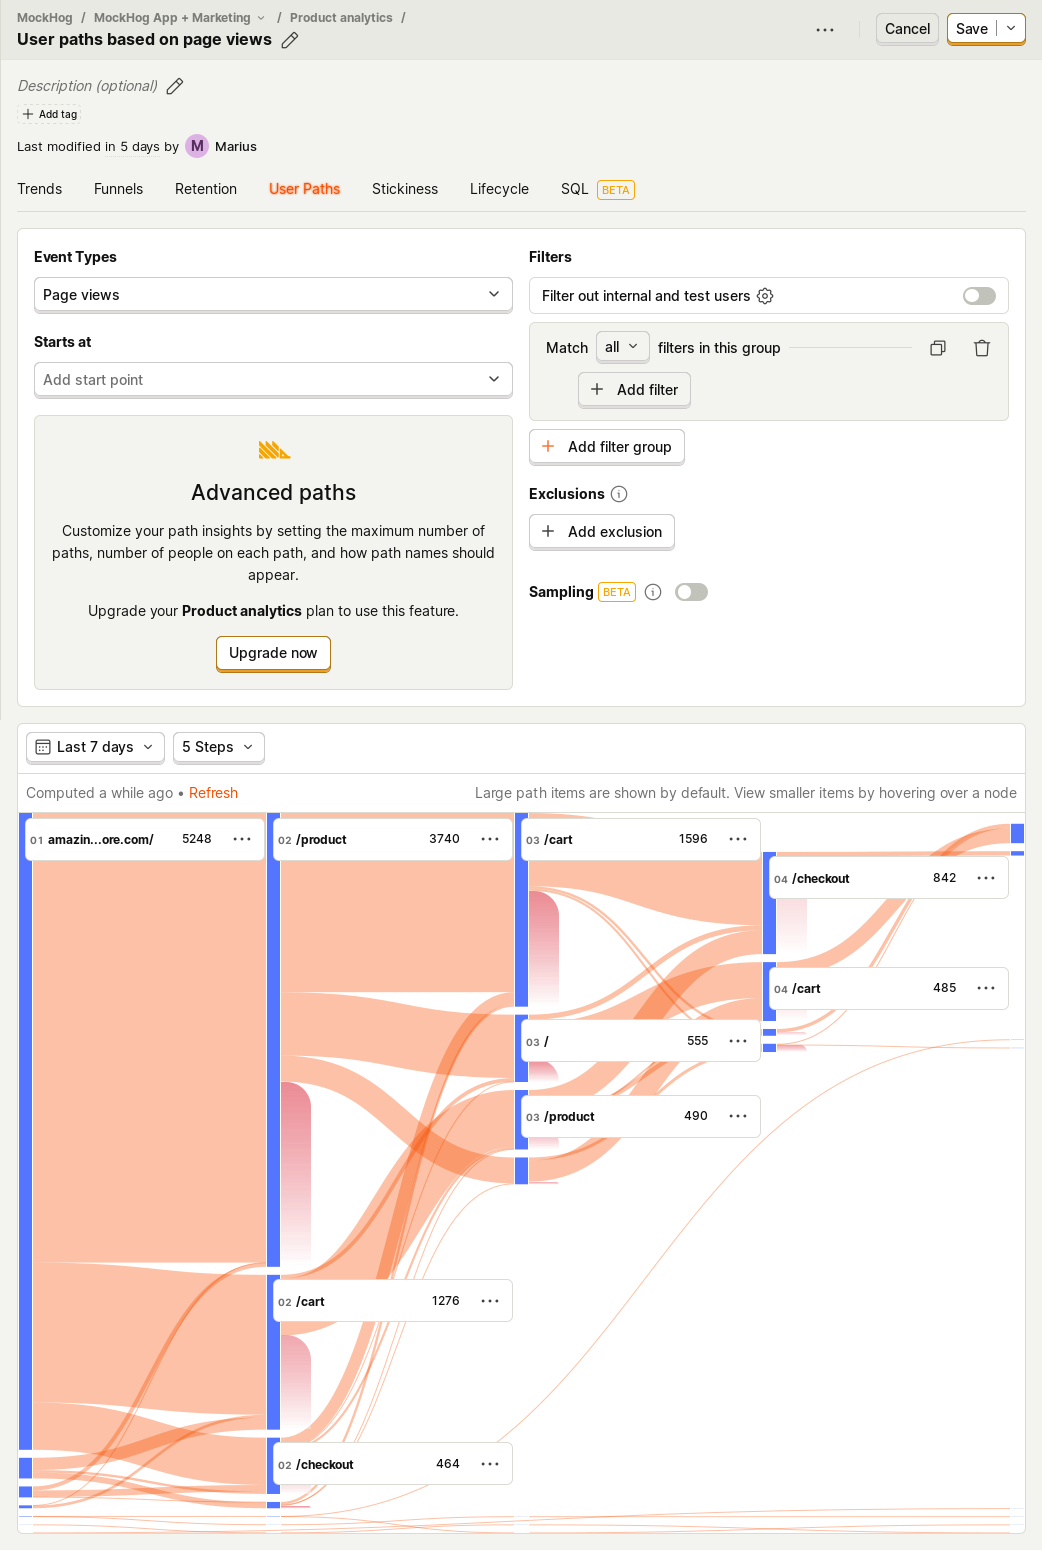 MockHog / MockHog App + Marketing / Product analytics /
User paths based on page views
Cancel
Save
Description (optional)
Add tag
Last modified in 5 days by M Marius
Trends Funnels Retention User Paths Stickiness Lifecycle SQL BETA
Event Types
Page views
Starts at
Add start point
Advanced paths
Customize your path insights by setting the maximum number of
paths, number of people on each path, and how path names should
appear.
Upgrade your Product analytics plan to use this feature.
Upgrade now
Filters
Filter out internal and test users
Match all filters in this group
Add filter
Add filter group
Exclusions
Add exclusion
Sampling BETA
Last 7 days 5 Steps
Computed a while ago • Refresh
Large path items are shown by default. View smaller items by hovering over a node
01 amazin...ore.com/ 5248
02 /product 3740
03 /cart 1596
04 /checkout 842
04 /cart 485
03 / 555
03 /product 490
02 /cart 1276
02 /checkout 464